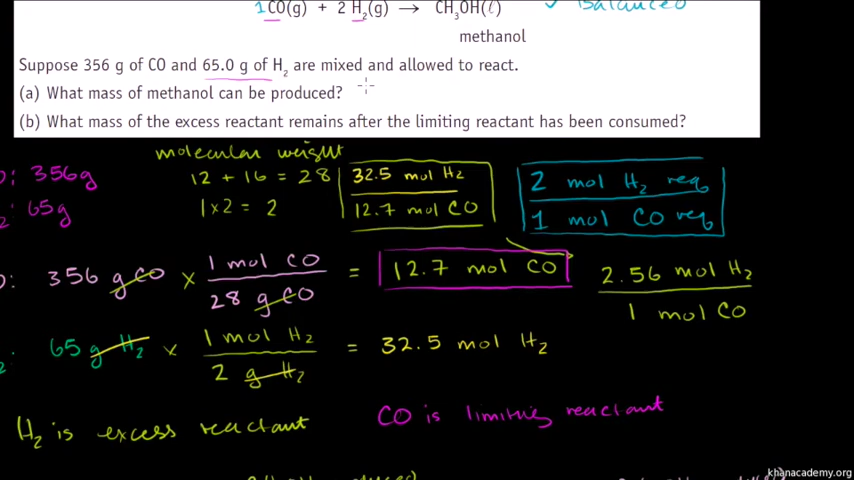 1CO(g) + 2 H₂(g) → CH₃OH(ℓ) ✓ Balanced
methanol
Suppose 356 g of CO and 65.0 g of H₂ are mixed and allowed to react.
(a) What mass of methanol can be produced?
(b) What mass of the excess reactant remains after the limiting reactant has been consumed?
molecular weight
: 356g 12 + 16 = 28 32.5 mol H₂ 2 mol H₂ req
₂: 65g 1x2 = 2 12.7 mol CO 1 mol CO req
: 356 g CO x 1 mol CO / 28 g CO = 12.7 mol CO 2.56 mol H₂ / 1 mol CO
₂: 65 g H₂ x 1 mol H₂ / 2 g H₂ = 32.5 mol H₂
H₂ is excess reactant CO is limiting reactant
khanacademy.org